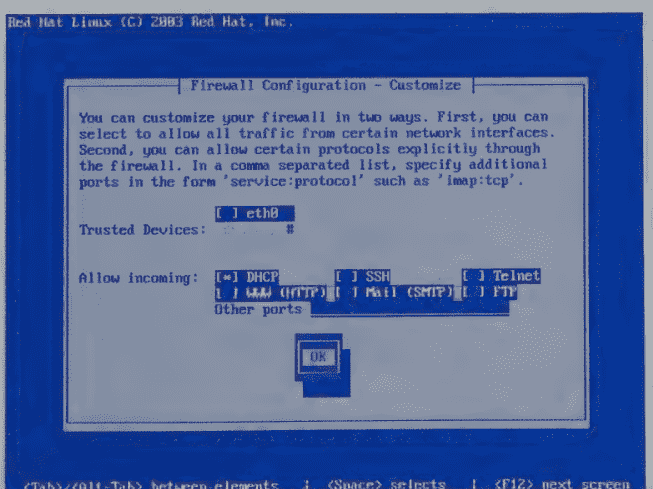 Red Hat Linux (C) 2003 Red Hat, Inc.
Firewall Configuration - Customize
You can customize your firewall in two ways. First, you can
select to allow all traffic from certain network interfaces.
Second, you can allow certain protocols explicitly through
the firewall. In a comma separated list, specify additional
ports in the form 'service:protocol' such as 'imap:tcp'.
[ ] eth0
Trusted Devices: #
Allow incoming: [*] DHCP [ ] SSH [ ] Telnet
[ ] WWW (HTTP) [ ] Mail (SMTP) [ ] FTP
Other ports
OK
<Tab>/<Alt-Tab> between elements | <Space> selects | <F12> next screen